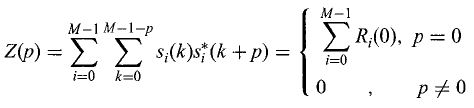 $$Z(p) = \sum_{i=0}^{M-1} \sum_{k=0}^{M-1-p} s_i(k) s_i^*(k+p) = \begin{cases} \sum_{i=0}^{M-1} R_i(0), & p = 0 \\ 0 \quad , & p \neq 0 \end{cases}$$